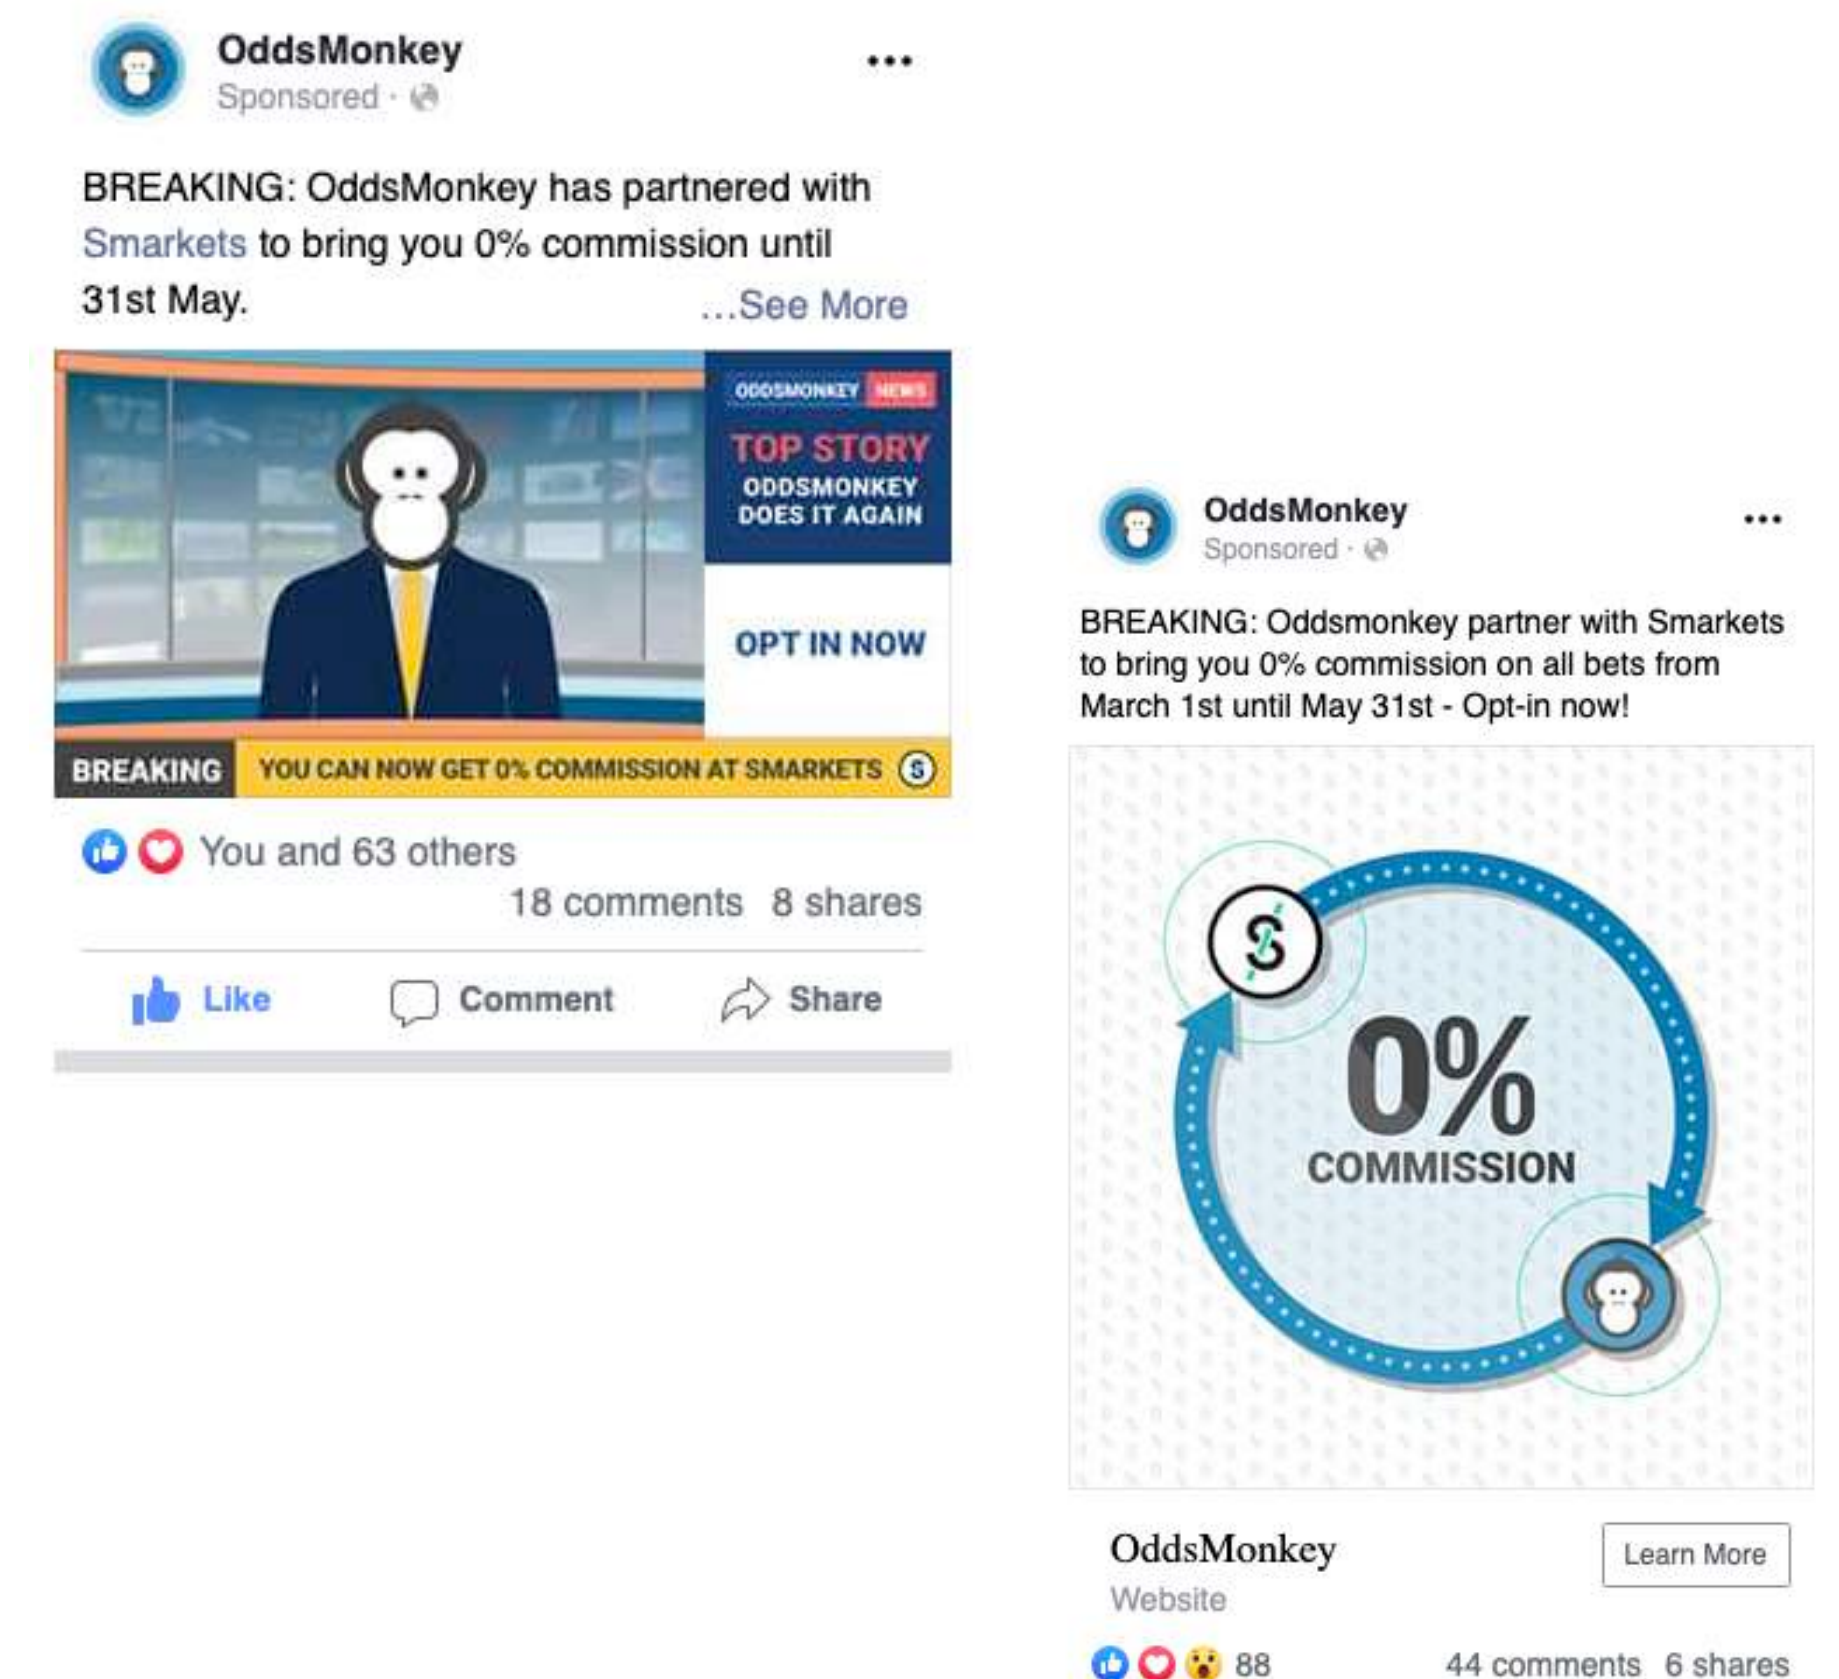 OddsMonkey
Sponsored ·
BREAKING: OddsMonkey has partnered with
Smarkets to bring you 0% commission until
31st May. ...See More
ODDSMONKEY NEWS
TOP STORY
ODDSMONKEY
DOES IT AGAIN
OPT IN NOW
BREAKING YOU CAN NOW GET 0% COMMISSION AT SMARKETS S
You and 63 others
18 comments 8 shares
Like Comment Share
OddsMonkey
Sponsored ·
BREAKING: Oddsmonkey partner with Smarkets
to bring you 0% commission on all bets from
March 1st until May 31st - Opt-in now!
S
0%
COMMISSION
OddsMonkey
Learn More
Website
88 44 comments 6 shares